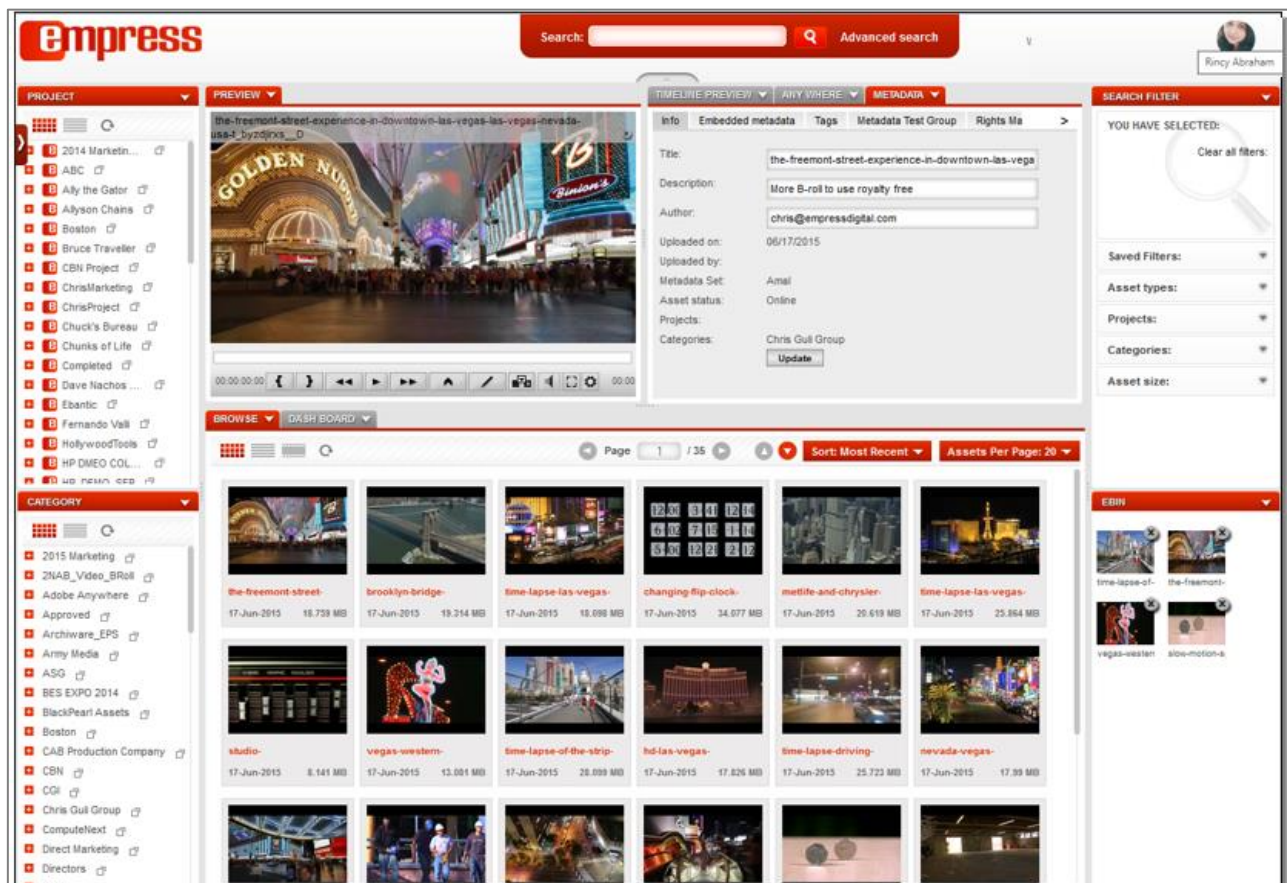 empress
Search:
Advanced search
Rincy Abraham
PROJECT
2014 Marketin...
ABC
Ally the Gator
Allyson Chains
Boston
Bruce Traveller
CBN Project
ChrisMarketing
ChrisProject
Chuck's Bureau
Chunks of Life
Completed
Dave Nachos ...
Ebantic
Fernando Valli
HollywoodTools
HP DMEO COL...
HP DEMO SEP
CATEGORY
2015 Marketing
2NAB_Video_BRoll
Adobe Anywhere
Approved
Archiware_EPS
Army Media
ASG
BES EXPO 2014
BlackPearl Assets
Boston
CAB Production Company
CBN
CGI
Chris Guli Group
ComputeNext
Direct Marketing
Directors
PREVIEW
the-freemont-street-experience-in-downtown-las-vegas-las-vegas-nevada-
usa-t_byzdjirxs__D
GOLDEN NUGGET
B
Binion's
00:00:00:00
00:00
TIMELINE PREVIEW
ANY WHERE
METADATA
Info Embedded metadata Tags Metadata Test Group Rights Ma >
Title: the-freemont-street-experience-in-downtown-las-vega
Description: More B-roll to use royalty free
Author: chris@empressdigital.com
Uploaded on: 06/17/2015
Uploaded by:
Metadata Set: Amal
Asset status: Online
Projects:
Categories: Chris Guli Group
Update
BROWSE
DASH BOARD
Page 1 / 35
Sort: Most Recent
Assets Per Page: 20
the-freemont-street- brooklyn-bridge- time-lapse-las-vegas- changing-flip-clock- metlife-and-chrysler- time-lapse-las-vegas-
17-Jun-2015 18.759 MB 17-Jun-2015 19.314 MB 17-Jun-2015 18.698 MB 17-Jun-2015 34.077 MB 17-Jun-2015 20.619 MB 17-Jun-2015 25.864 MB
studio- vegas-western- time-lapse-of-the-strip- hd-las-vegas- time-lapse-driving- nevada-vegas-
17-Jun-2015 8.141 MB 17-Jun-2015 13.081 MB 17-Jun-2015 28.099 MB 17-Jun-2015 17.826 MB 17-Jun-2015 25.723 MB 17-Jun-2015 17.99 MB
SEARCH FILTER
YOU HAVE SELECTED:
Clear all filters:
Saved Filters:
Asset types:
Projects:
Categories:
Asset size:
EBIN
time-lapse-of- the-freemont-
vegas-western slow-motion-s